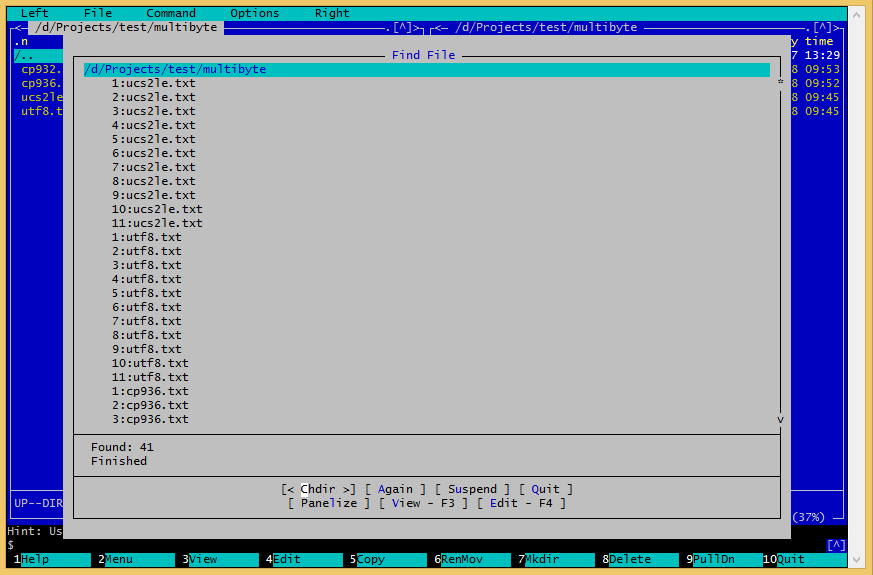 Left File Command Options Right
<— /d/Projects/test/multibyte .[^]> <— /d/Projects/test/multibyte .[^]>
.n y time
/.. 7 13:29
cp932. 8 09:53
cp936. 8 09:52
ucs2le 8 09:45
utf8.t 8 09:45
Find File
/d/Projects/test/multibyte
1:ucs2le.txt
2:ucs2le.txt
3:ucs2le.txt
4:ucs2le.txt
5:ucs2le.txt
6:ucs2le.txt
7:ucs2le.txt
8:ucs2le.txt
9:ucs2le.txt
10:ucs2le.txt
11:ucs2le.txt
1:utf8.txt
2:utf8.txt
3:utf8.txt
4:utf8.txt
5:utf8.txt
6:utf8.txt
7:utf8.txt
8:utf8.txt
9:utf8.txt
10:utf8.txt
11:utf8.txt
1:cp936.txt
2:cp936.txt
3:cp936.txt
Found: 41
Finished
[< Chdir >] [ Again ] [ Suspend ] [ Quit ]
[ Panelize ] [ View - F3 ] [ Edit - F4 ]
UP--DIR (37%)
Hint: Us
$ [^]
1Help 2Menu 3View 4Edit 5Copy 6RenMov 7Mkdir 8Delete 9PullDn 10Quit